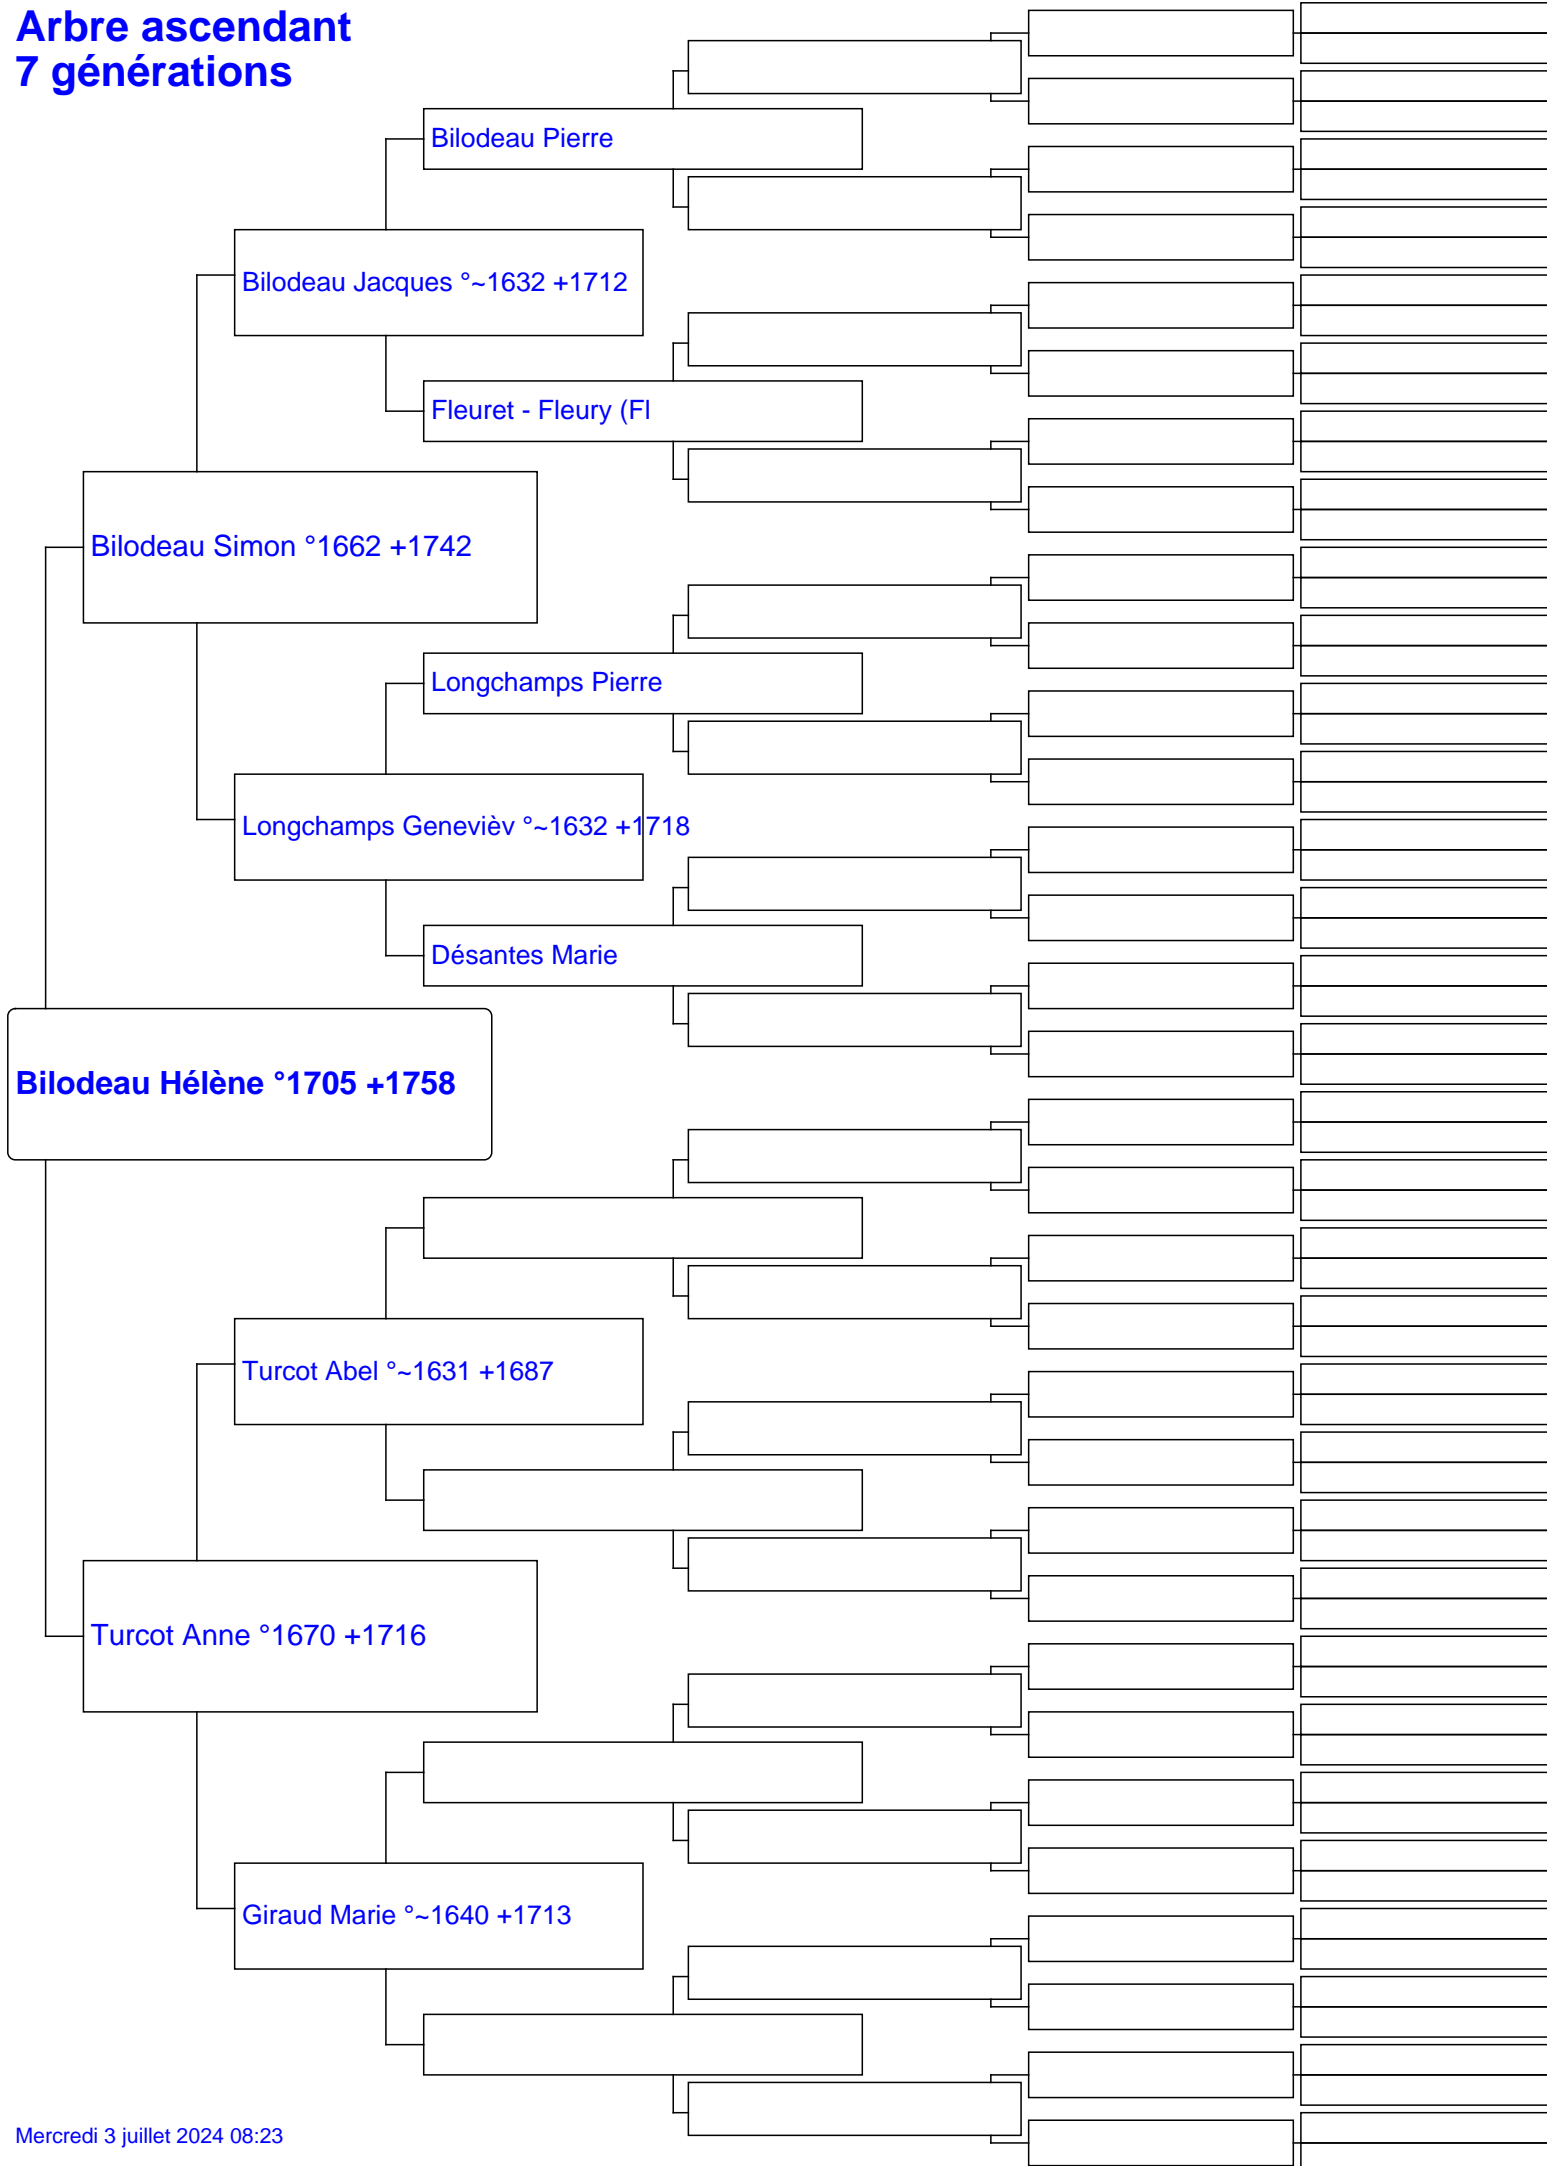 Arbre ascendant
7 générations
Bilodeau Pierre
Bilodeau Jacques °~1632 +1712
Fleuret - Fleury (Fl
Bilodeau Simon °1662 +1742
Longchamps Pierre
Longchamps Genevièv °~1632 +1718
Désantes Marie
Bilodeau Hélène °1705 +1758
Turcot Abel °~1631 +1687
Turcot Anne °1670 +1716
Giraud Marie °~1640 +1713
Mercredi 3 juillet 2024 08:23